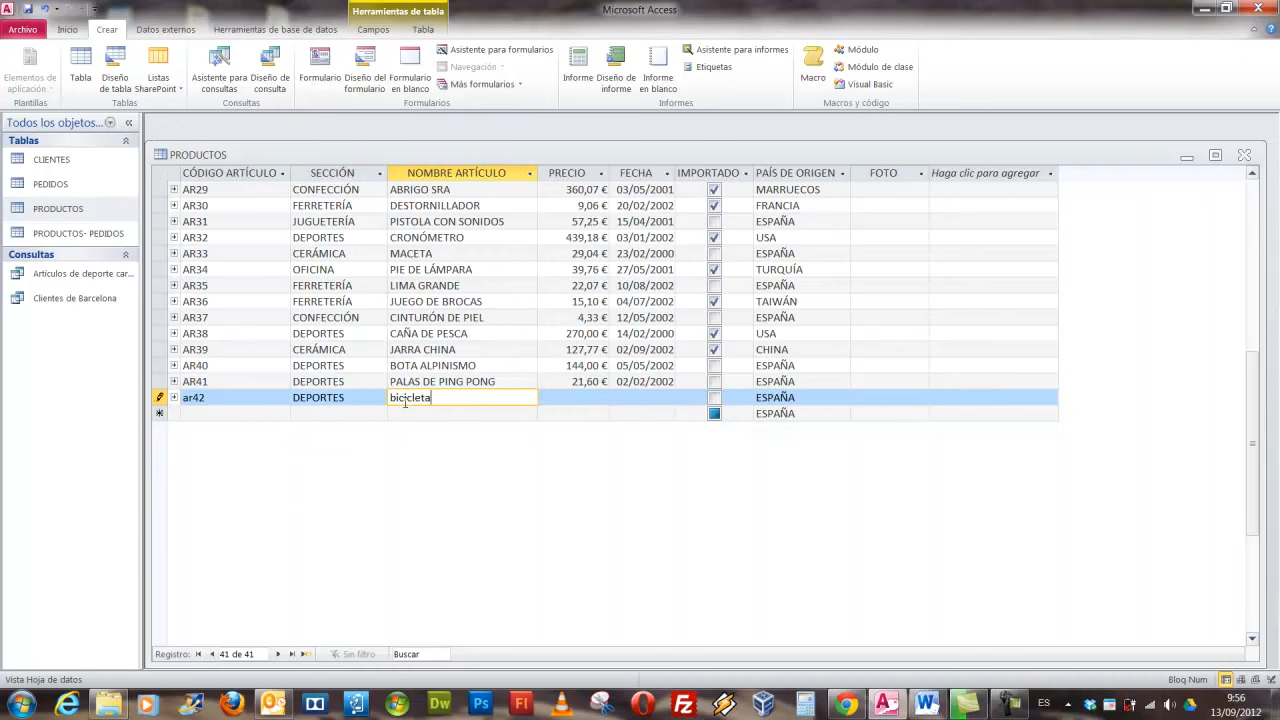 Herramientas de tabla
Microsoft Access
Archivo Inicio Crear Datos externos Herramientas de base de datos Campos Tabla
Elementos de aplicación
Tabla
Diseño de tabla
Listas SharePoint
Asistente para consultas
Diseño de consulta
Formulario
Diseño del formulario
Formulario en blanco
Asistente para formularios
Navegación
Más formularios
Informe
Diseño de informe
Informe en blanco
Asistente para informes
Etiquetas
Macro
Módulo
Módulo de clase
Visual Basic
Plantillas Tablas Consultas Formularios Informes Macros y código
Todos los objetos...
Tablas
CLIENTES
PEDIDOS
PRODUCTOS
PRODUCTOS- PEDIDOS
Consultas
Artículos de deporte car...
Clientes de Barcelona
PRODUCTOS
CÓDIGO ARTÍCULO SECCIÓN NOMBRE ARTÍCULO PRECIO FECHA IMPORTADO PAÍS DE ORIGEN FOTO Haga clic para agregar
AR29 CONFECCIÓN ABRIGO SRA 360,07 € 03/05/2001 MARRUECOS
AR30 FERRETERÍA DESTORNILLADOR 9,06 € 20/02/2002 FRANCIA
AR31 JUGUETERÍA PISTOLA CON SONIDOS 57,25 € 15/04/2001 ESPAÑA
AR32 DEPORTES CRONÓMETRO 439,18 € 03/01/2002 USA
AR33 CERÁMICA MACETA 29,04 € 23/02/2000 ESPAÑA
AR34 OFICINA PIE DE LÁMPARA 39,76 € 27/05/2001 TURQUÍA
AR35 FERRETERÍA LIMA GRANDE 22,07 € 10/08/2002 ESPAÑA
AR36 FERRETERÍA JUEGO DE BROCAS 15,10 € 04/07/2002 TAIWÁN
AR37 CONFECCIÓN CINTURÓN DE PIEL 4,33 € 12/05/2002 ESPAÑA
AR38 DEPORTES CAÑA DE PESCA 270,00 € 14/02/2000 USA
AR39 CERÁMICA JARRA CHINA 127,77 € 02/09/2002 CHINA
AR40 DEPORTES BOTA ALPINISMO 144,00 € 05/05/2002 ESPAÑA
AR41 DEPORTES PALAS DE PING PONG 21,60 € 02/02/2002 ESPAÑA
ar42 DEPORTES bicicleta ESPAÑA
ESPAÑA
Registro: 41 de 41 Sin filtro Buscar
Vista Hoja de datos Bloq Num
ES 9:56
13/09/2012